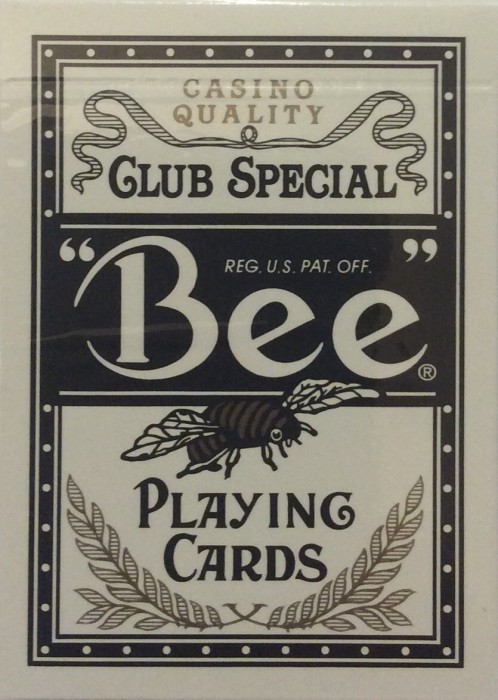 CASINO
QUALITY
CLUB SPECIAL
“Bee”®
REG. U.S. PAT. OFF.
PLAYING
CARDS